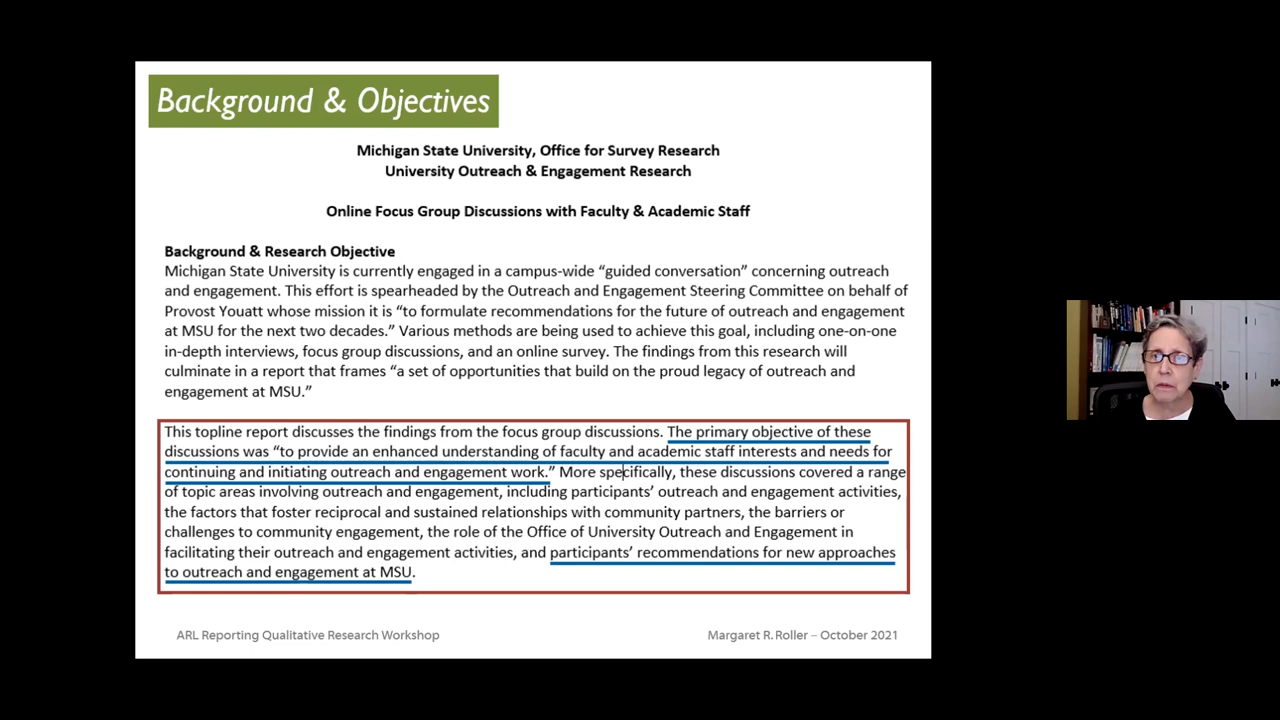 Background & Objectives
Michigan State University, Office for Survey Research
University Outreach & Engagement Research
Online Focus Group Discussions with Faculty & Academic Staff
Background & Research Objective
Michigan State University is currently engaged in a campus-wide “guided conversation” concerning outreach
and engagement. This effort is spearheaded by the Outreach and Engagement Steering Committee on behalf of
Provost Youatt whose mission it is “to formulate recommendations for the future of outreach and engagement
at MSU for the next two decades.” Various methods are being used to achieve this goal, including one-on-one
in-depth interviews, focus group discussions, and an online survey. The findings from this research will
culminate in a report that frames “a set of opportunities that build on the proud legacy of outreach and
engagement at MSU.”
This topline report discusses the findings from the focus group discussions. The primary objective of these
discussions was “to provide an enhanced understanding of faculty and academic staff interests and needs for
continuing and initiating outreach and engagement work.” More specifically, these discussions covered a range
of topic areas involving outreach and engagement, including participants’ outreach and engagement activities,
the factors that foster reciprocal and sustained relationships with community partners, the barriers or
challenges to community engagement, the role of the Office of University Outreach and Engagement in
facilitating their outreach and engagement activities, and participants’ recommendations for new approaches
to outreach and engagement at MSU.
ARL Reporting Qualitative Research Workshop
Margaret R. Roller – October 2021